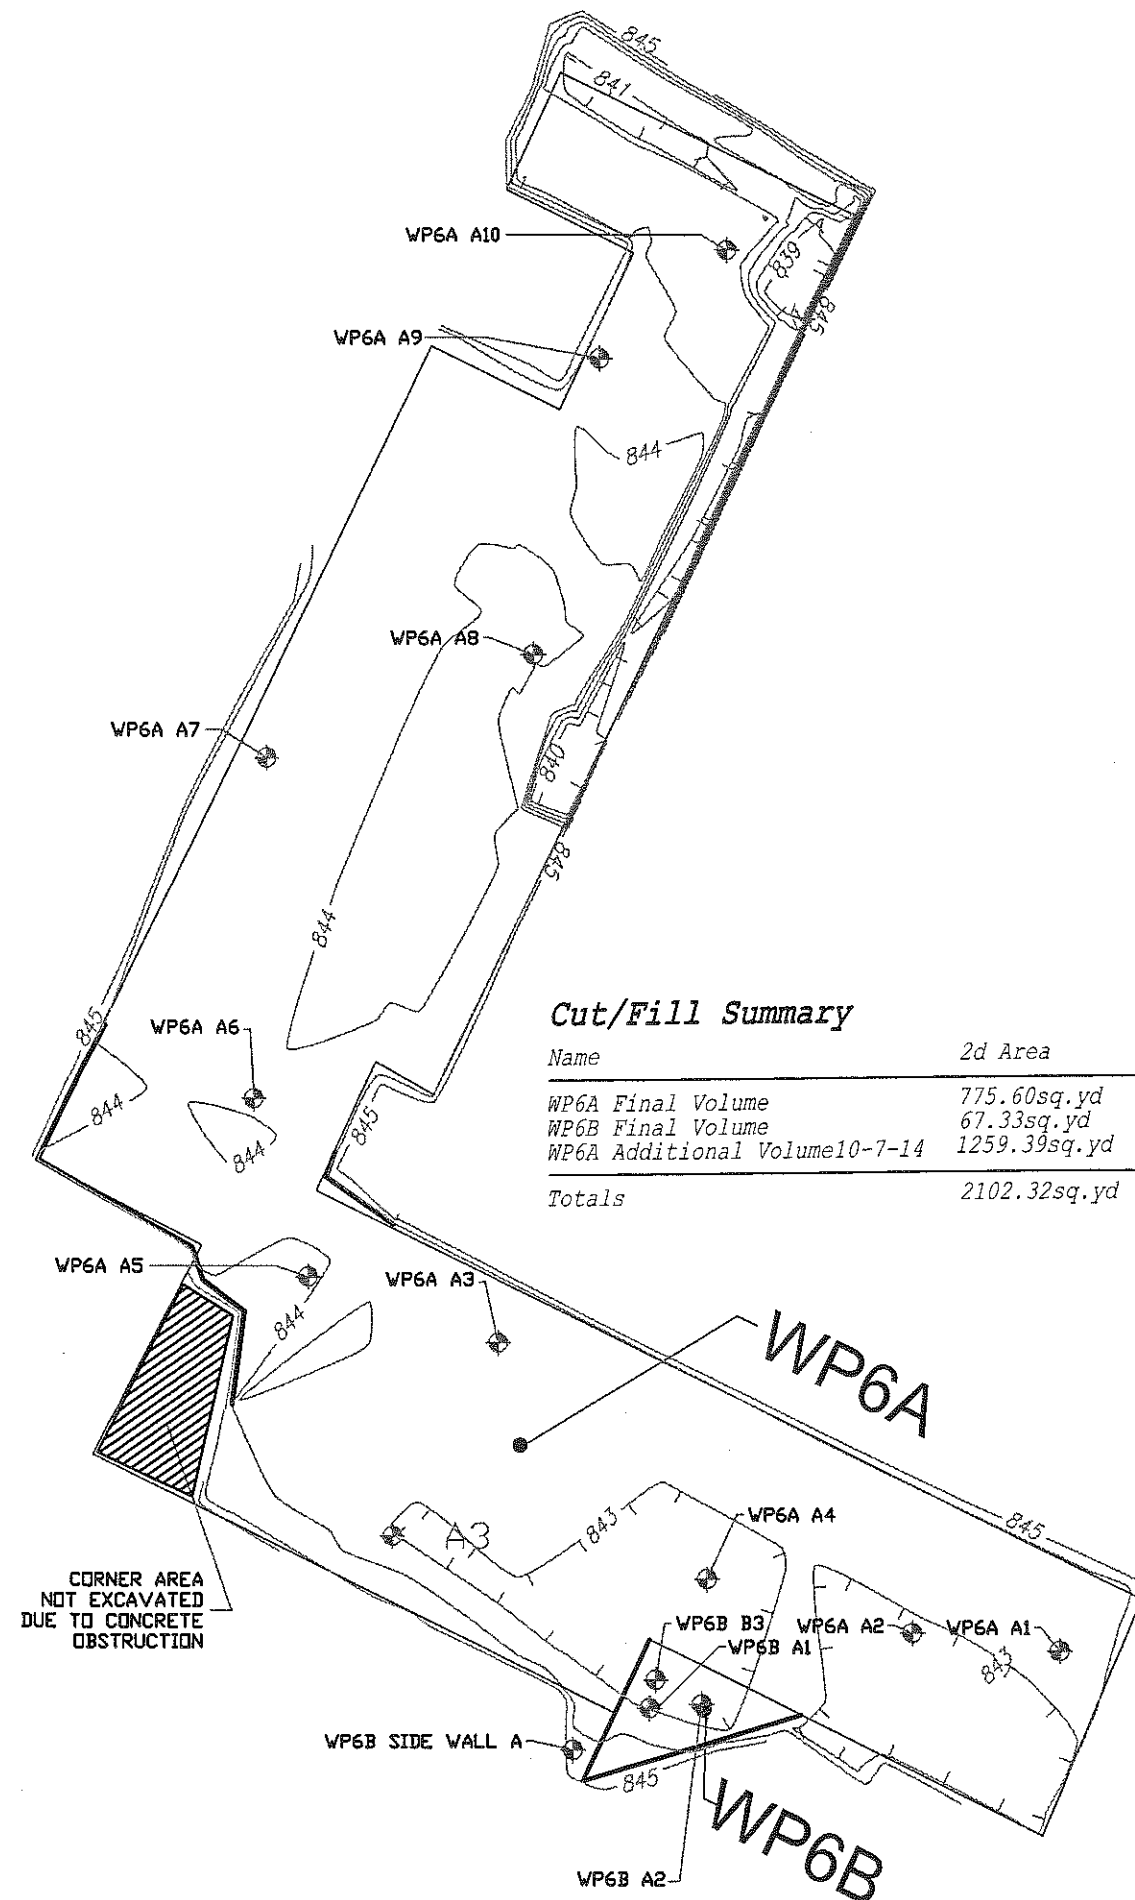 845
841
WP6A A10
839
845
WP6A A9
844
WP6A A8
WP6A A7
840
845
844
Cut/Fill Summary
Name 2d Area
WP6A Final Volume 775.60sq.yd
WP6B Final Volume 67.33sq.yd
WP6A Additional Volume10-7-14 1259.39sq.yd
Totals 2102.32sq.yd
845
WP6A A6
844
844
845
WP6A A5
WP6A A3
844
WP6A
A3
843
WP6A A4
845
CORNER AREA
NOT EXCAVATED
DUE TO CONCRETE
OBSTRUCTION
WP6B B3
WP6A A2
WP6A A1
WP6B A1
843
WP6B SIDE WALL A
845
WP6B
WP6B A2